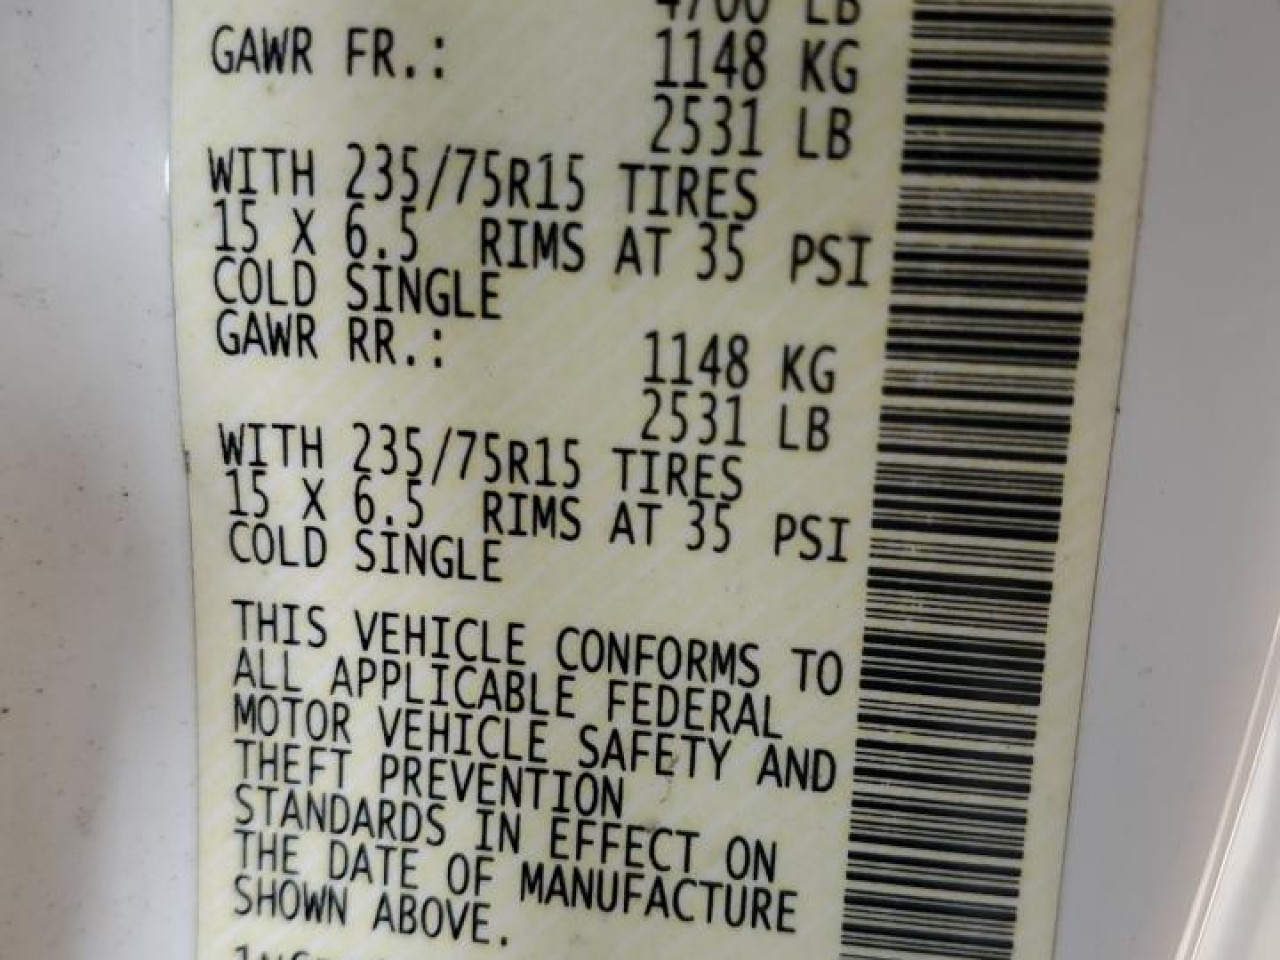 4700 LB
GAWR FR.: 1148 KG
2531 LB
WITH 235/75R15 TIRES
15 X 6.5 RIMS AT 35 PSI
COLD SINGLE
GAWR RR.: 1148 KG
2531 LB
WITH 235/75R15 TIRES
15 X 6.5 RIMS AT 35 PSI
COLD SINGLE
THIS VEHICLE CONFORMS TO
ALL APPLICABLE FEDERAL
MOTOR VEHICLE SAFETY AND
THEFT PREVENTION
STANDARDS IN EFFECT ON
THE DATE OF MANUFACTURE
SHOWN ABOVE.